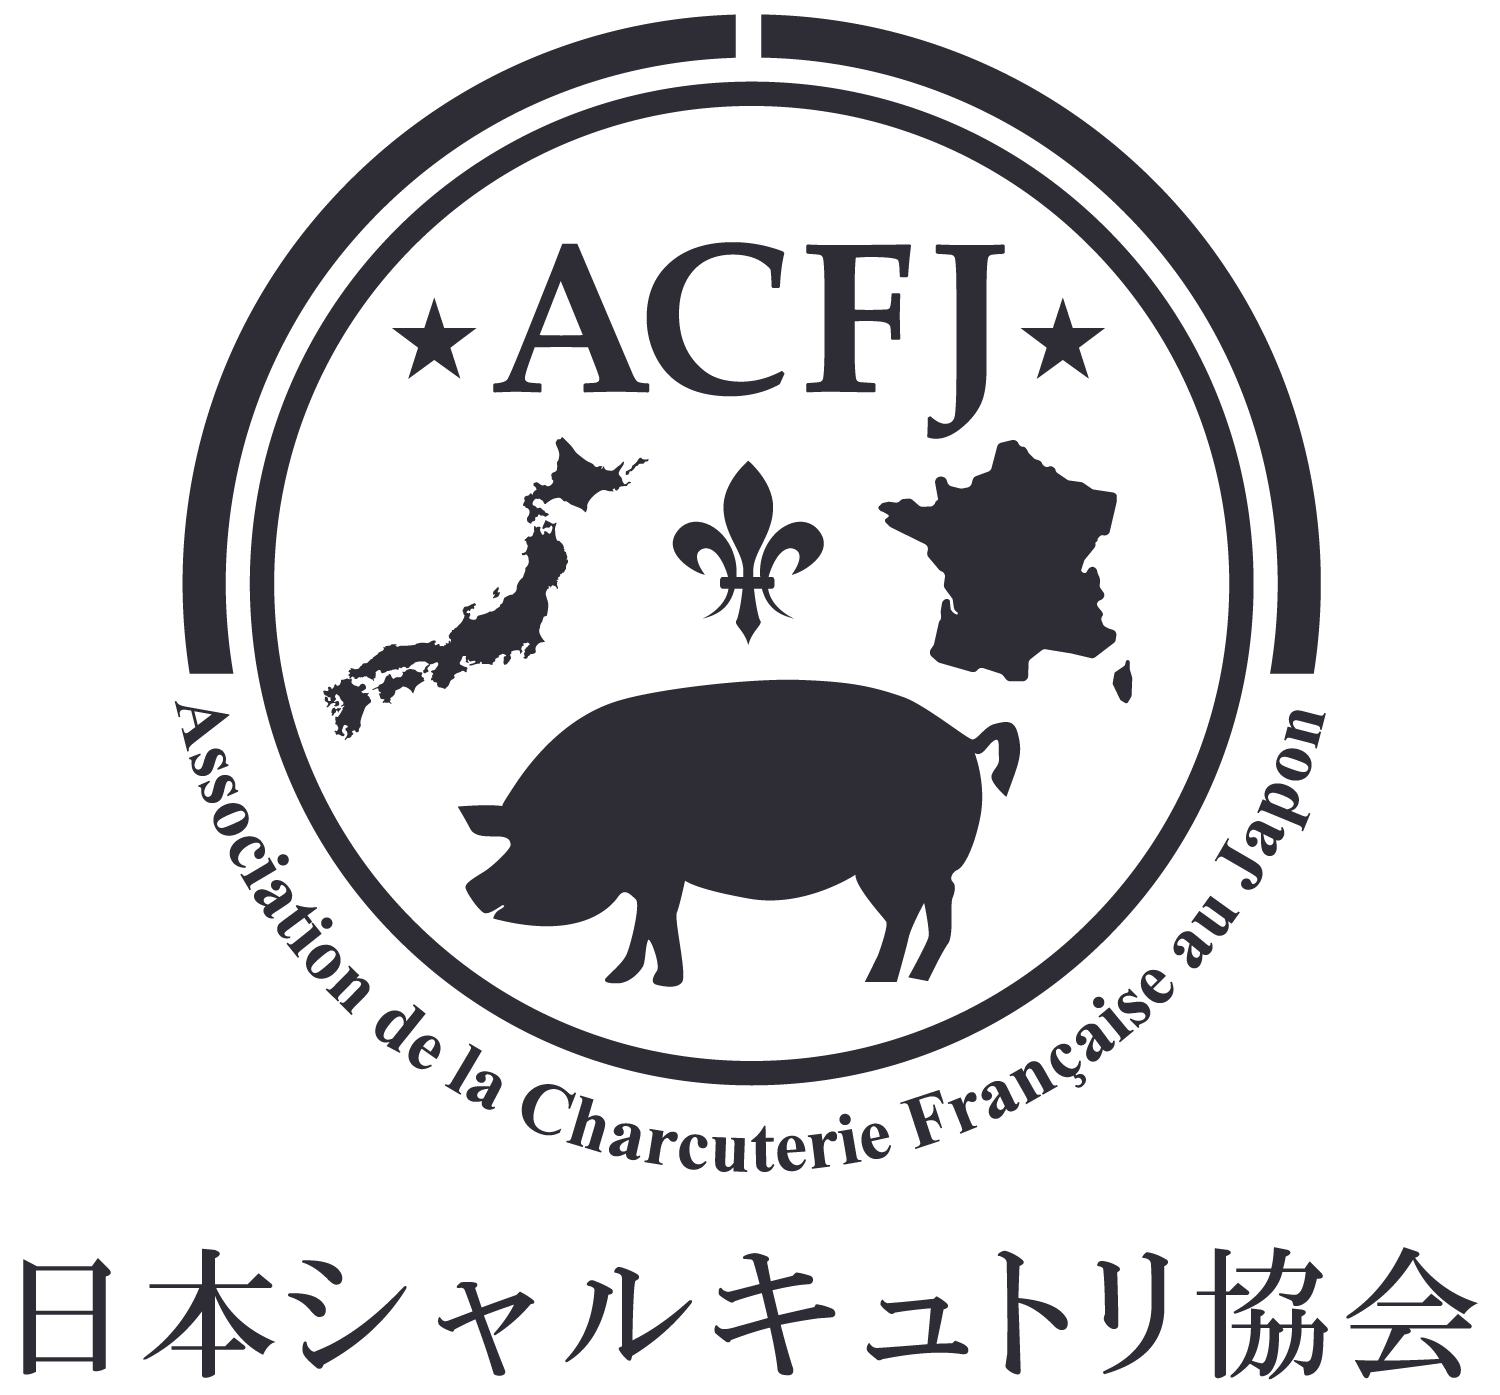 ★ACFJ★
Association de la Charcuterie Française au Japon
日本シャルキュトリ協会